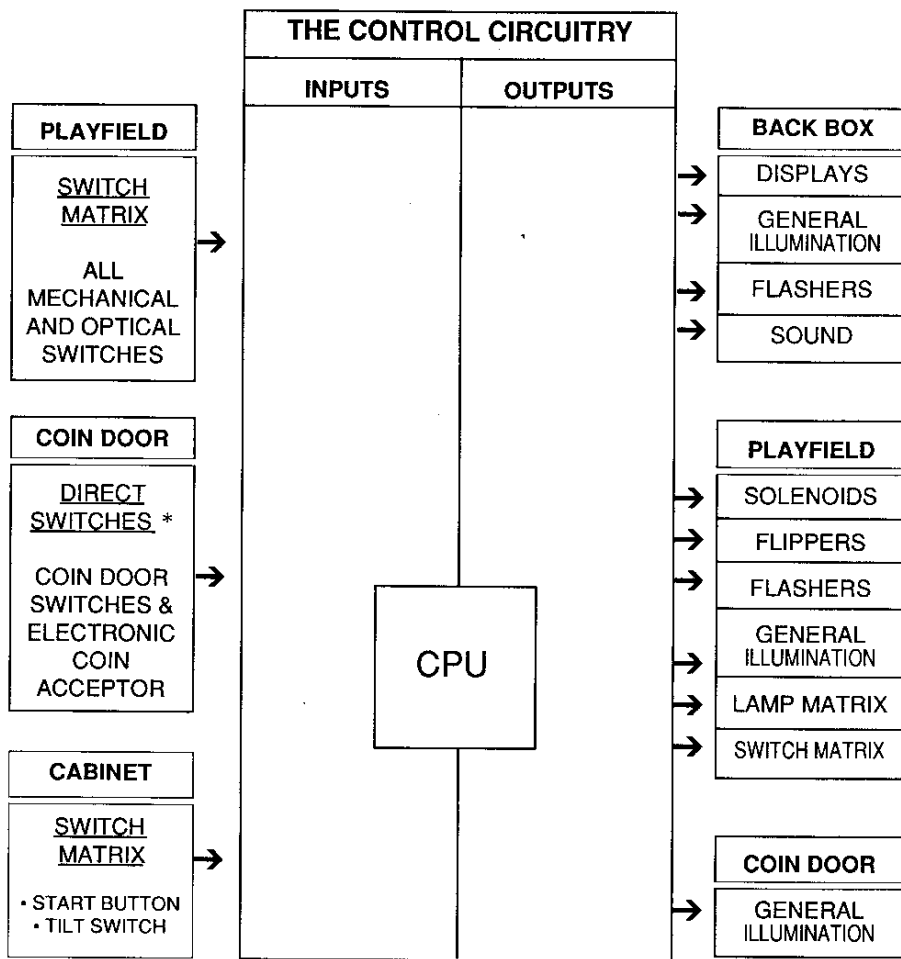 THE CONTROL CIRCUITRY
INPUTS
OUTPUTS
PLAYFIELD
SWITCH
MATRIX
ALL
MECHANICAL
AND OPTICAL
SWITCHES
COIN DOOR
DIRECT
SWITCHES *
COIN DOOR
SWITCHES &
ELECTRONIC
COIN
ACCEPTOR
CABINET
SWITCH
MATRIX
• START BUTTON
• TILT SWITCH
CPU
BACK BOX
DISPLAYS
GENERAL
ILLUMINATION
FLASHERS
SOUND
PLAYFIELD
SOLENOIDS
FLIPPERS
FLASHERS
GENERAL
ILLUMINATION
LAMP MATRIX
SWITCH MATRIX
COIN DOOR
GENERAL
ILLUMINATION